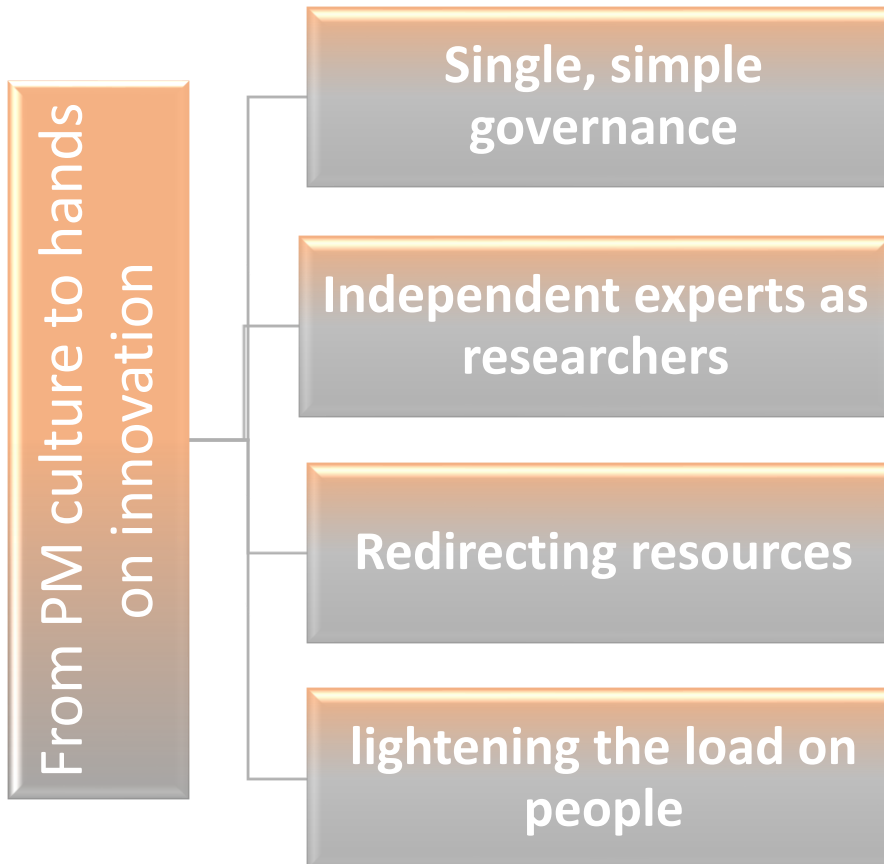 From PM culture to hands
on innovation
Single, simple
governance
Independent experts as
researchers
Redirecting resources
lightening the load on
people